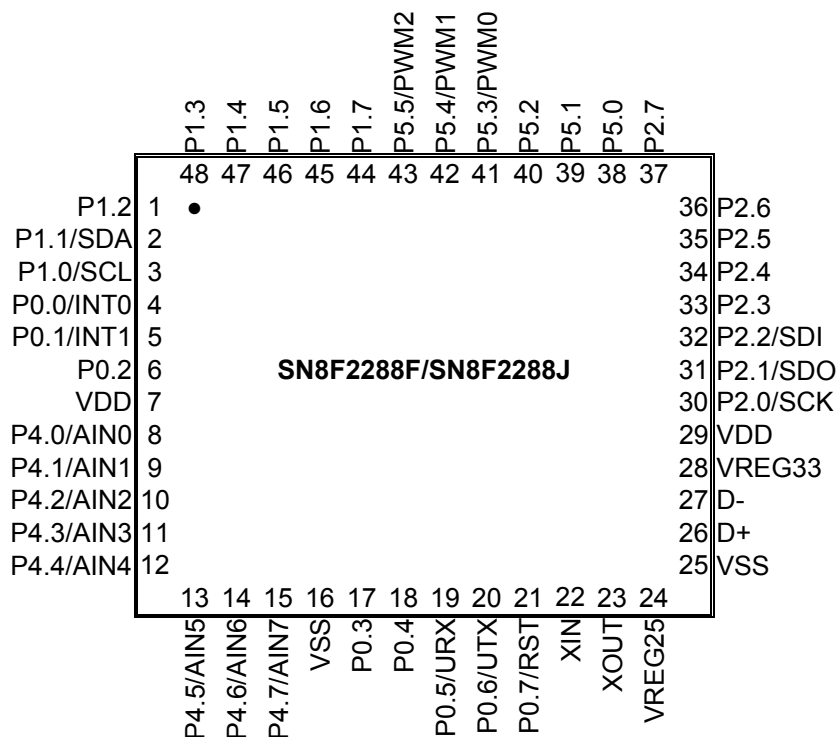 P1.3 P1.4 P1.5 P1.6 P1.7 P5.5/PWM2 P5.4/PWM1 P5.3/PWM0 P5.2 P5.1 P5.0 P2.7
48 47 46 45 44 43 42 41 40 39 38 37
P1.2 1 • 36 P2.6
P1.1/SDA 2 35 P2.5
P1.0/SCL 3 34 P2.4
P0.0/INT0 4 33 P2.3
P0.1/INT1 5 32 P2.2/SDI
P0.2 6 SN8F2288F/SN8F2288J 31 P2.1/SDO
VDD 7 30 P2.0/SCK
P4.0/AIN0 8 29 VDD
P4.1/AIN1 9 28 VREG33
P4.2/AIN2 10 27 D-
P4.3/AIN3 11 26 D+
P4.4/AIN4 12 25 VSS
13 14 15 16 17 18 19 20 21 22 23 24
P4.5/AIN5 P4.6/AIN6 P4.7/AIN7 VSS P0.3 P0.4 P0.5/URX P0.6/UTX P0.7/RST XIN XOUT VREG25